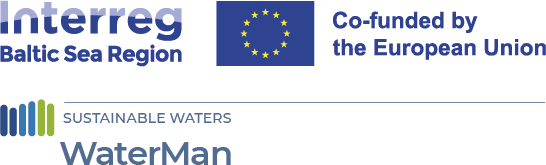 Interreg
Baltic Sea Region
Co-funded by
the European Union
SUSTAINABLE WATERS
WaterMan